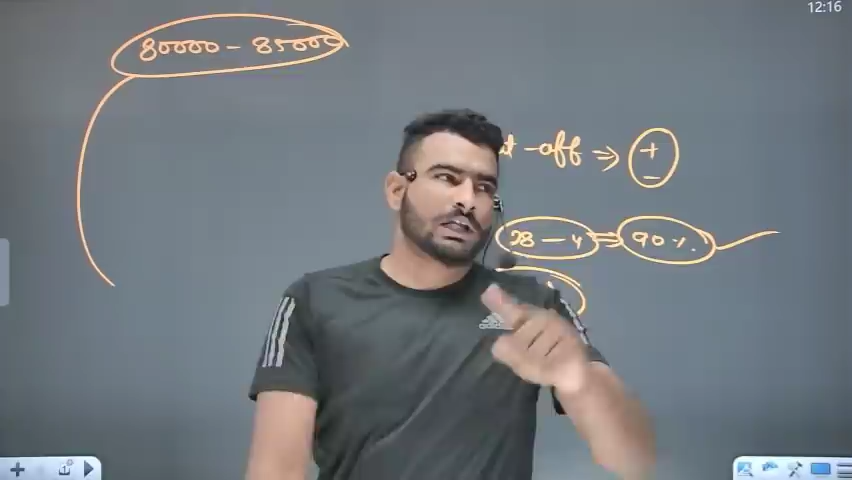 12:16
80000 - 85000
-off ⇒ +
-
28 - 4 ⇒ 90%
adidas